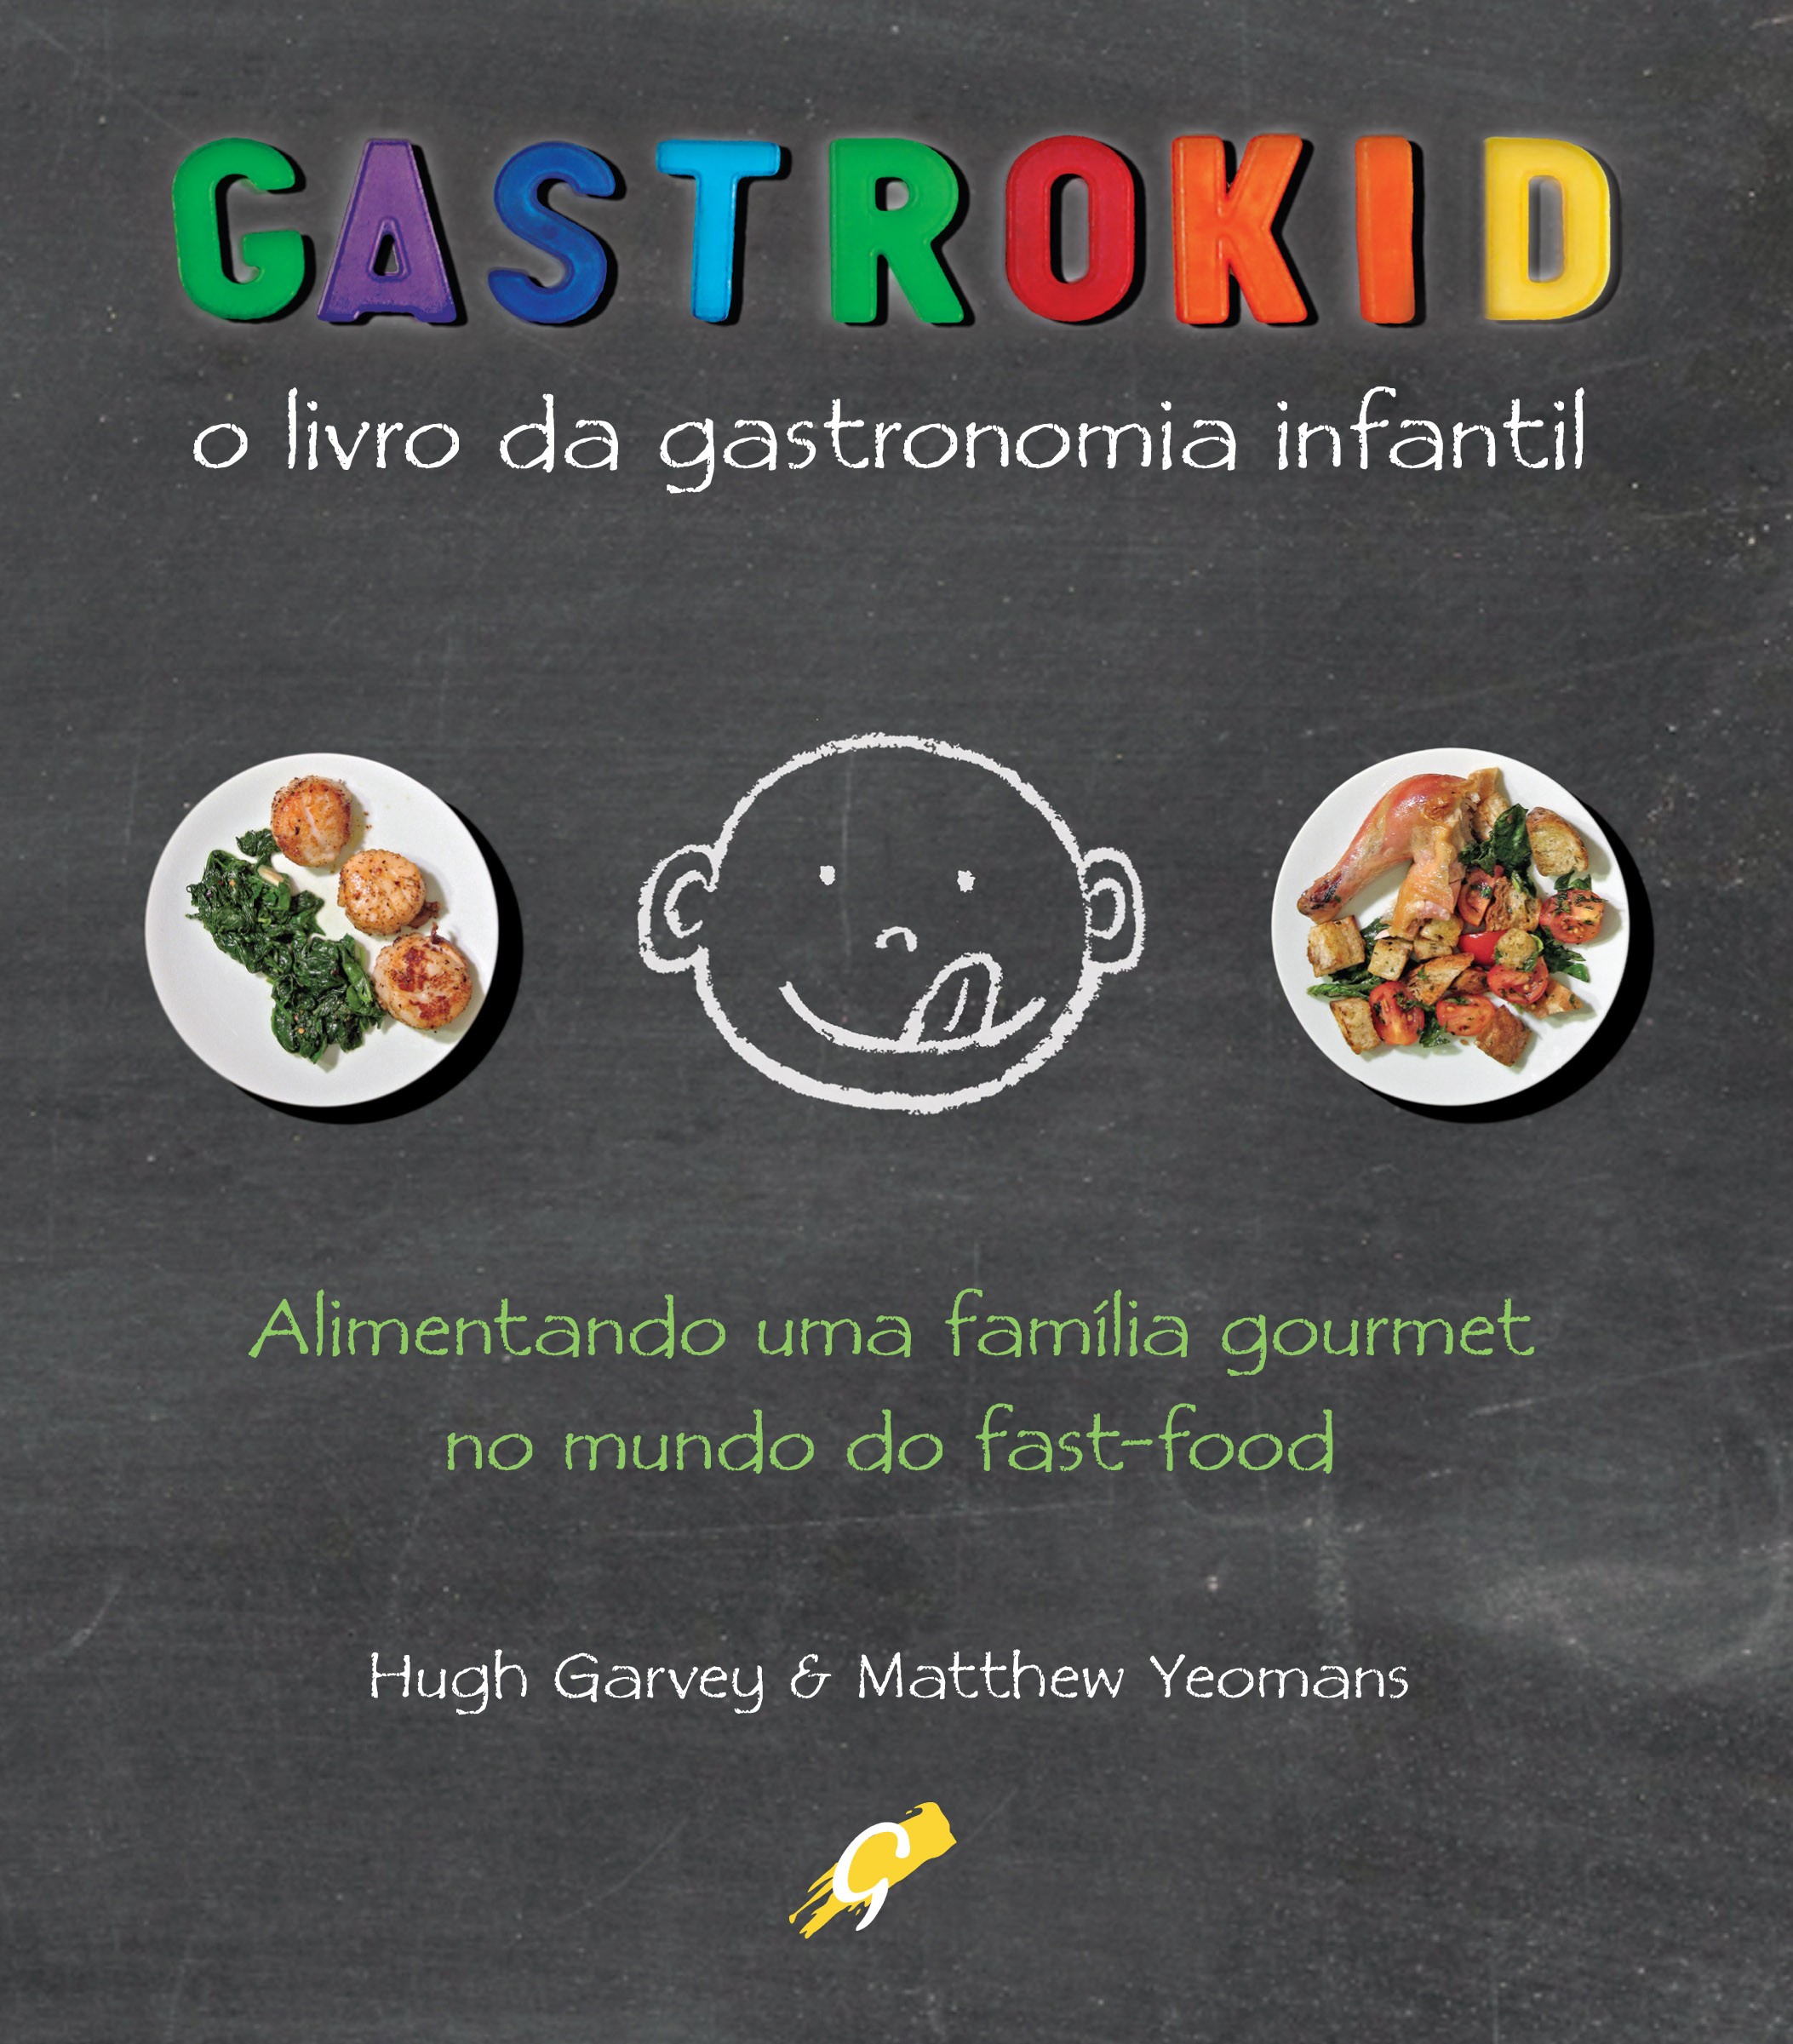 GASTROKID
o livro da gastronomia infantil
Alimentando uma família gourmet
no mundo do fast-food
Hugh Garvey & Matthew Yeomans
G